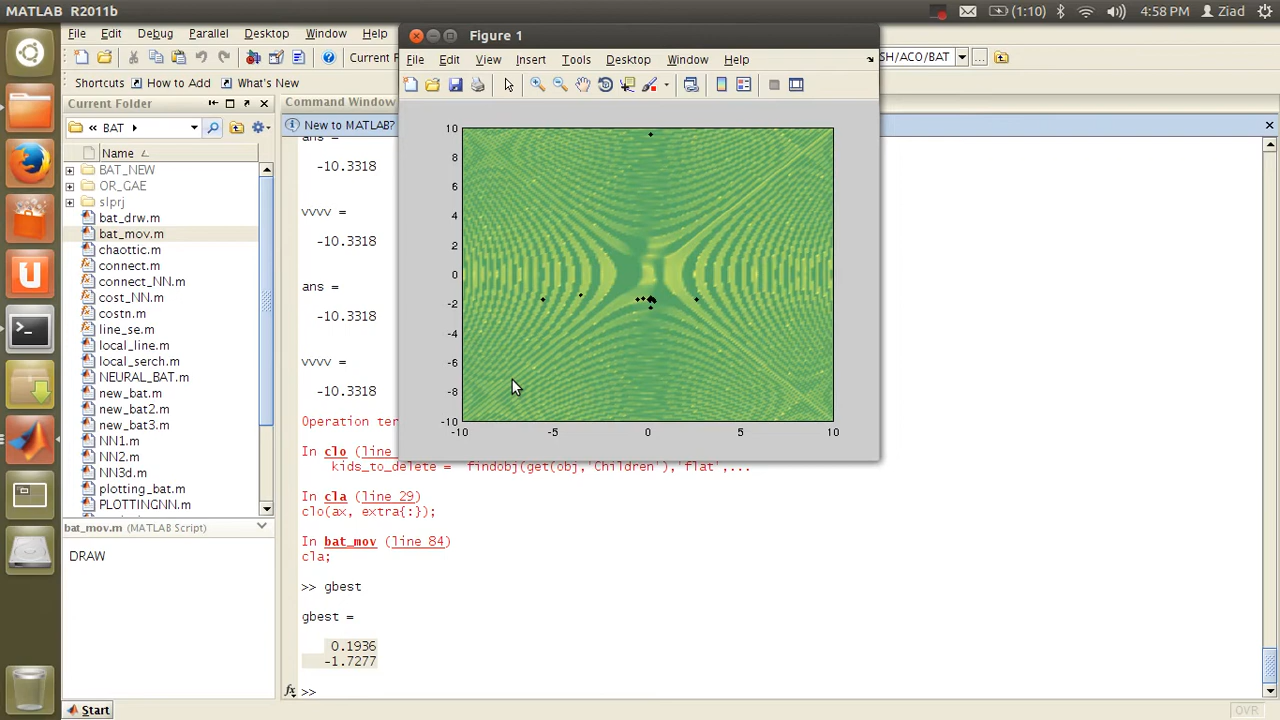 MATLAB R2011b
(1:10)
4:58 PM
Ziad
File Edit Debug Parallel Desktop Window Help
Current F
SH/ACO/BAT
...
Shortcuts How to Add What's New
Current Folder
« BAT
Name
BAT_NEW
OR_GAE
slprj
bat_drw.m
bat_mov.m
chaottic.m
connect.m
connect_NN.m
cost_NN.m
costn.m
line_se.m
local_line.m
local_serch.m
NEURAL_BAT.m
new_bat.m
new_bat2.m
new_bat3.m
NN1.m
NN2.m
NN3d.m
plotting_bat.m
PLOTTINGNN.m
bat_mov.m (MATLAB Script)
DRAW
Start
Command Window
New to MATLAB?
ans =
-10.3318
vvvv =
-10.3318
ans =
-10.3318
vvvv =
-10.3318
Operation ter
In clo (line
kids_to_delete = findobj(get(obj,'Children'),'flat',...
In cla (line 29)
clo(ax, extra{:});
In bat_mov (line 84)
cla;
>> gbest
gbest =
0.1936
-1.7277
fx >>
OVR
Figure 1
File Edit View Insert Tools Desktop Window Help
10
8
6
4
2
0
-2
-4
-6
-8
-10
-10 -5 0 5 10